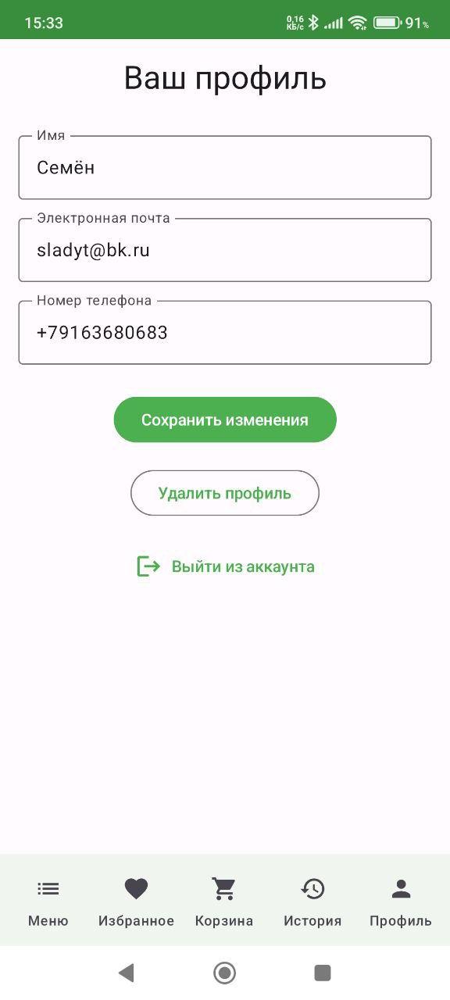 15:33
0,16
КБ/с
91%
Ваш профиль
Имя
Семён
Электронная почта
sladyt@bk.ru
Номер телефона
+79163680683
Сохранить изменения
Удалить профиль
Выйти из аккаунта
Меню Избранное Корзина История Профиль